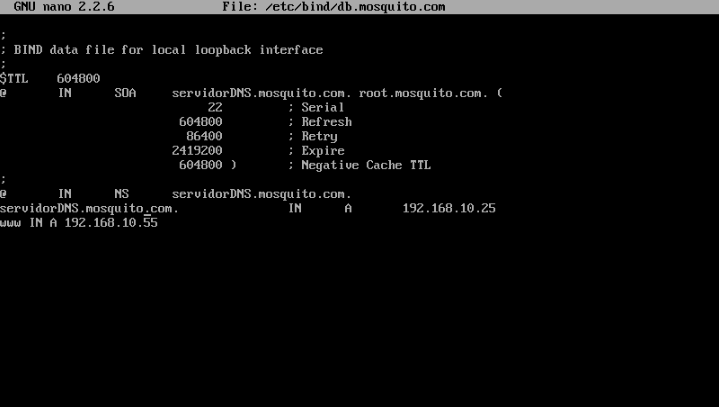 GNU nano 2.2.6 File: /etc/bind/db.mosquito.com
;
; BIND data file for local loopback interface
;
$TTL 604800
@ IN SOA servidorDNS.mosquito.com. root.mosquito.com. (
22 ; Serial
604800 ; Refresh
86400 ; Retry
2419200 ; Expire
604800 ) ; Negative Cache TTL
;
@ IN NS servidorDNS.mosquito.com.
servidorDNS.mosquito.com. IN A 192.168.10.25
www IN A 192.168.10.55